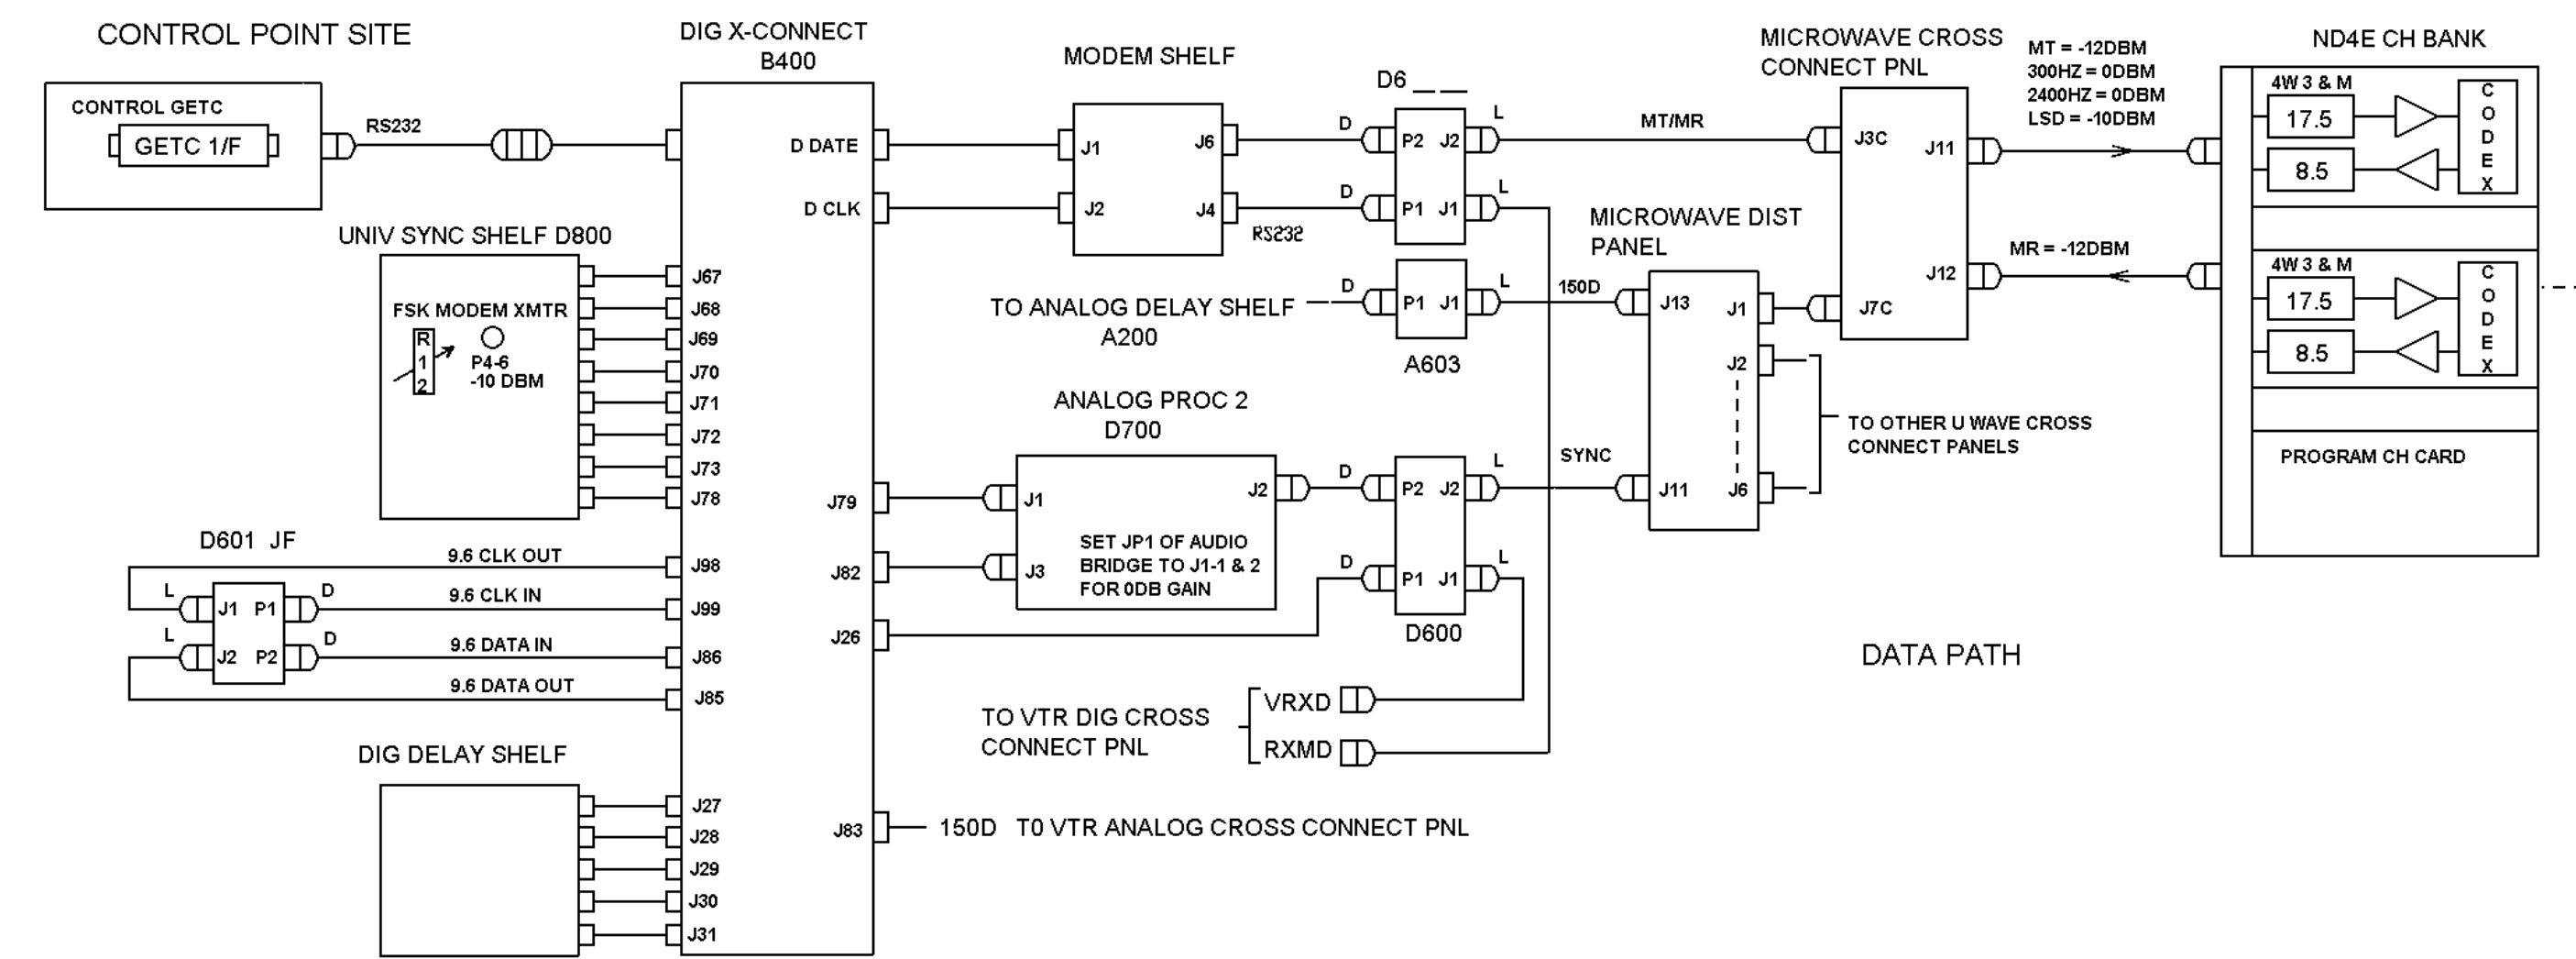 CONTROL POINT SITE
CONTROL GETC
GETC 1/F
RS232
DIG X-CONNECT
B400
D DATE
D CLK
UNIV SYNC SHELF D800
FSK MODEM XMTR
R
1
2
P4-6
-10 DBM
J67
J68
J69
J70
J71
J72
J73
J78
J79
J82
J26
J83
D601 JF
9.6 CLK OUT
J98
L
J1 P1
D
9.6 CLK IN
J99
L
J2 P2
D
9.6 DATA IN
J86
9.6 DATA OUT
J85
DIG DELAY SHELF
J27
J28
J29
J30
J31
MODEM SHELF
J1
J6
J2
J4
RS232
D6 _ _
D
P2 J2
L
D
P1 J1
L
MT/MR
TO ANALOG DELAY SHELF
A200
D
P1 J1
L
150D
A603
ANALOG PROC 2
D700
J1
J2
J3
SET JP1 OF AUDIO
BRIDGE TO J1-1 & 2
FOR 0DB GAIN
D
P2 J2
L
SYNC
D
P1 J1
L
D600
TO VTR DIG CROSS
CONNECT PNL
VRXD
RXMD
150D T0 VTR ANALOG CROSS CONNECT PNL
MICROWAVE DIST
PANEL
J13
J1
J2
J11
J6
TO OTHER U WAVE CROSS
CONNECT PANELS
MICROWAVE CROSS
CONNECT PNL
J3C
J11
J12
J7C
MT = -12DBM
300HZ = 0DBM
2400HZ = 0DBM
LSD = -10DBM
MR = -12DBM
ND4E CH BANK
4W 3 & M
17.5
8.5
CODEX
4W 3 & M
17.5
8.5
CODEX
PROGRAM CH CARD
DATA PATH